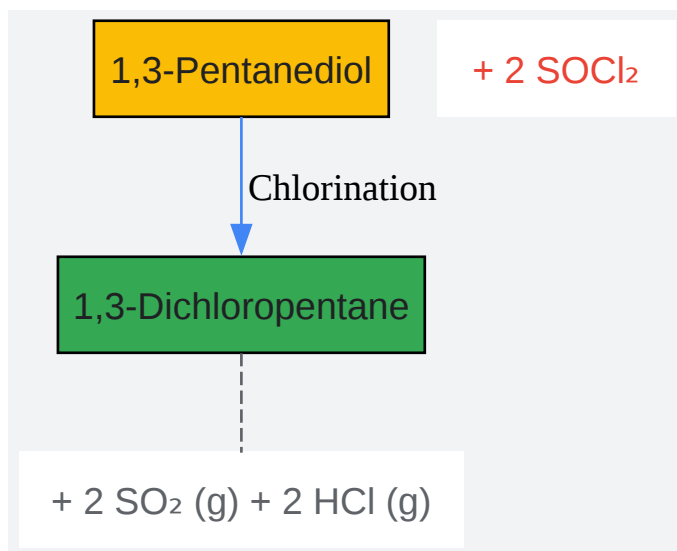 1,3-Pentanediol
+ 2 SOCl₂
Chlorination
1,3-Dichloropentane
+ 2 SO₂ (g) + 2 HCl (g)